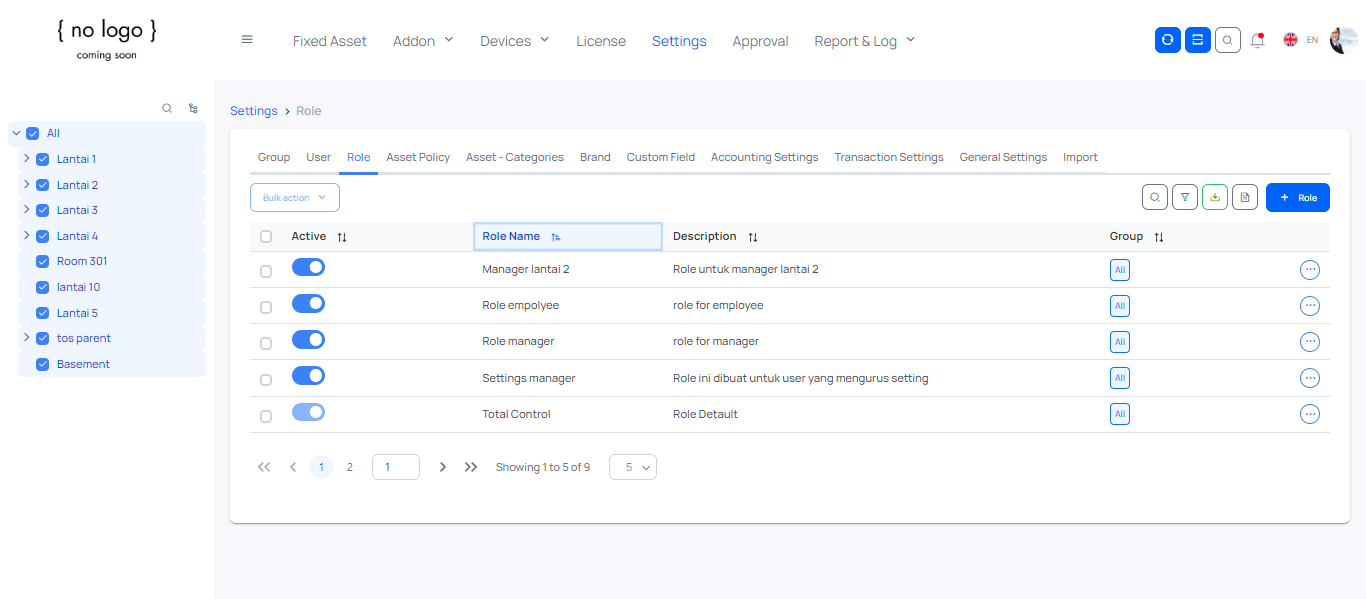 { no logo }
coming soon
Fixed Asset Addon Devices License Settings Approval Report & Log EN
Settings > Role
All
Lantai 1
Lantai 2
Lantai 3
Lantai 4
Room 301
lantai 10
Lantai 5
tos parent
Basement
Group User Role Asset Policy Asset - Categories Brand Custom Field Accounting Settings Transaction Settings General Settings Import
Bulk action + Role
Active Role Name Description Group
Manager lantai 2 Role untuk manager lantai 2 All
Role empolyee role for employee All
Role manager role for manager All
Settings manager Role ini dibuat untuk user yang mengurus setting All
Total Control Role Detault All
1 2 1 Showing 1 to 5 of 9 5